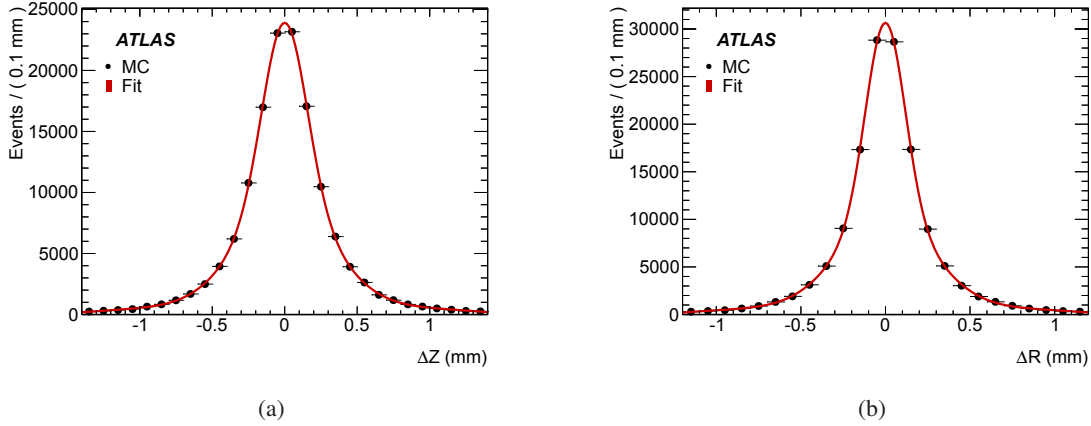 Events / ( 0.1 mm )
25000
20000
15000
10000
5000
0
ATLAS
MC
Fit
-1 -0.5 0 0.5 1
ΔZ (mm)
(a)
Events / ( 0.1 mm )
30000
25000
20000
15000
10000
5000
0
ATLAS
MC
Fit
-1 -0.5 0 0.5 1
ΔR (mm)
(b)